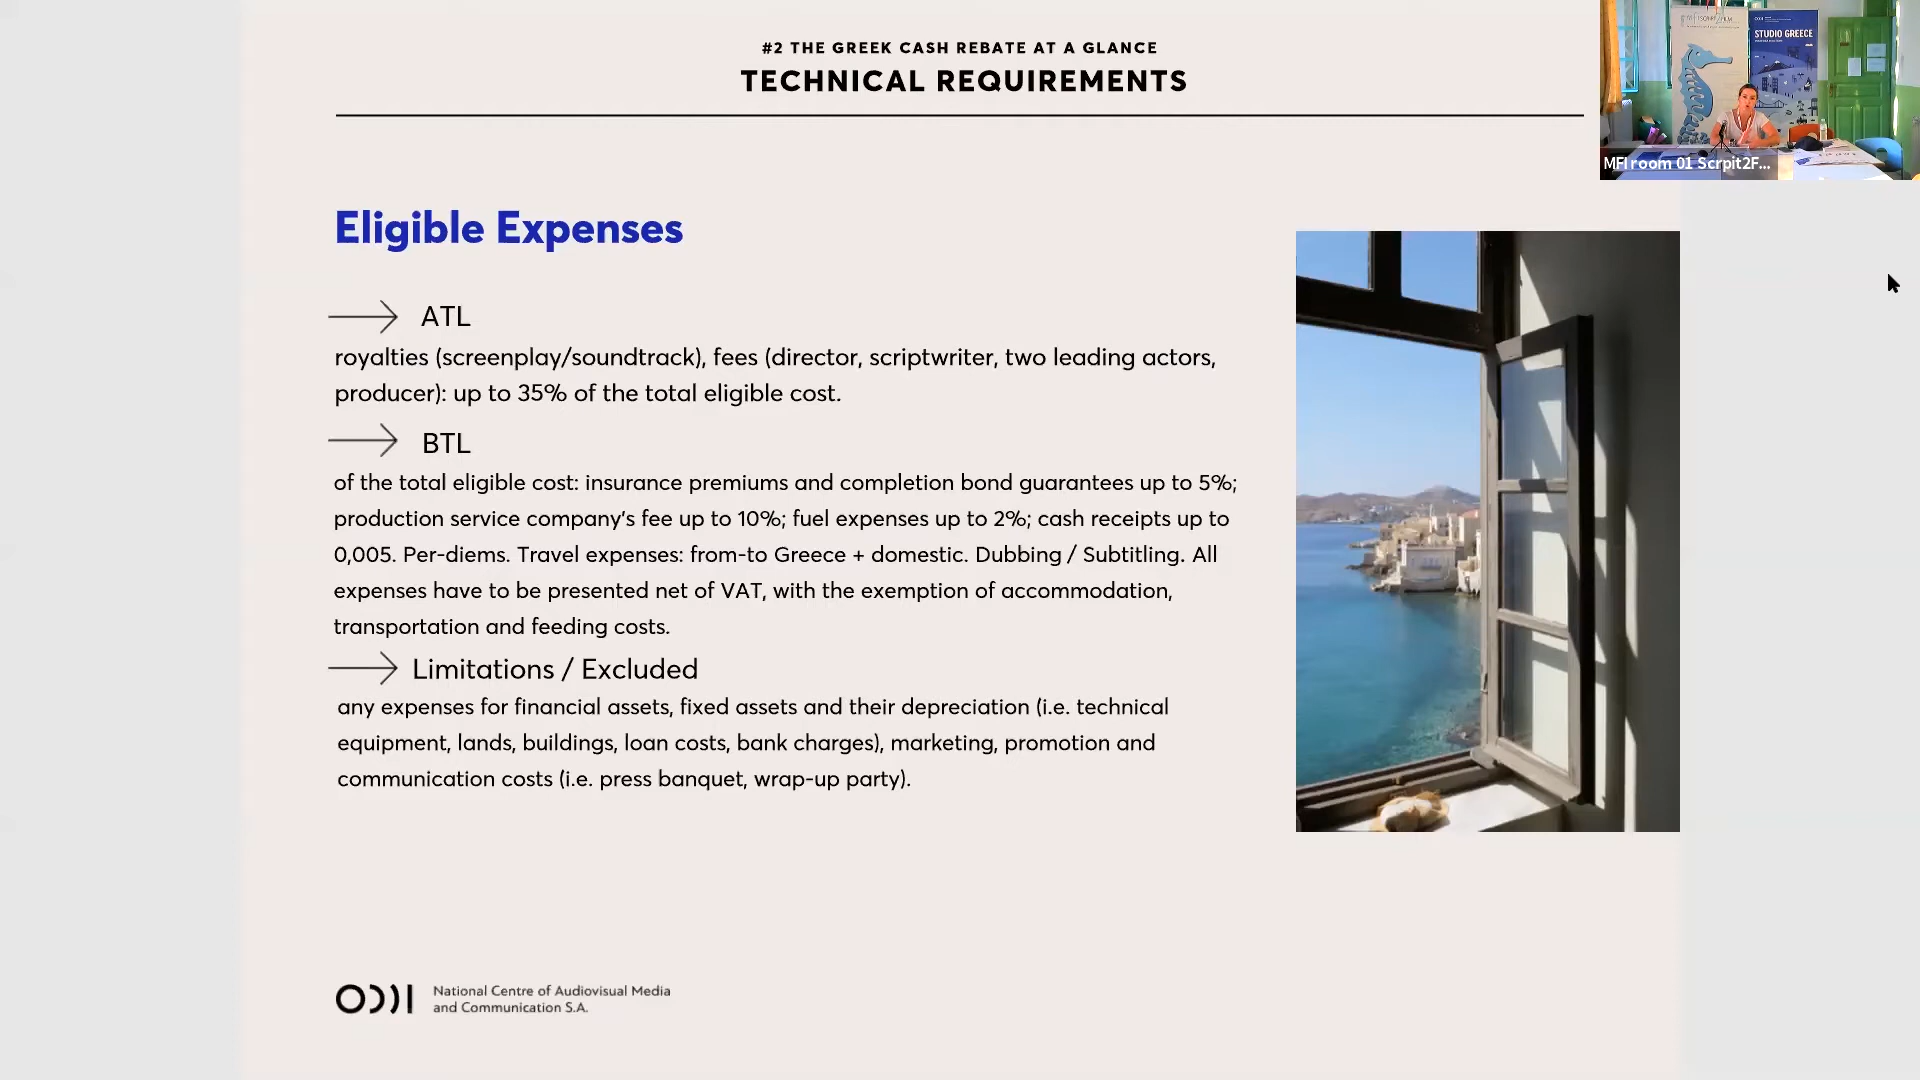 #2 THE GREEK CASH REBATE AT A GLANCE
TECHNICAL REQUIREMENTS
STUDIO GREECE
MFI room 01 Scrpit2F...
Eligible Expenses
ATL
royalties (screenplay/soundtrack), fees (director, scriptwriter, two leading actors,
producer): up to 35% of the total eligible cost.
BTL
of the total eligible cost: insurance premiums and completion bond guarantees up to 5%;
production service company's fee up to 10%; fuel expenses up to 2%; cash receipts up to
0,005. Per-diems. Travel expenses: from-to Greece + domestic. Dubbing / Subtitling. All
expenses have to be presented net of VAT, with the exemption of accommodation,
transportation and feeding costs.
Limitations / Excluded
any expenses for financial assets, fixed assets and their depreciation (i.e. technical
equipment, lands, buildings, loan costs, bank charges), marketing, promotion and
communication costs (i.e. press banquet, wrap-up party).
National Centre of Audiovisual Media
and Communication S.A.